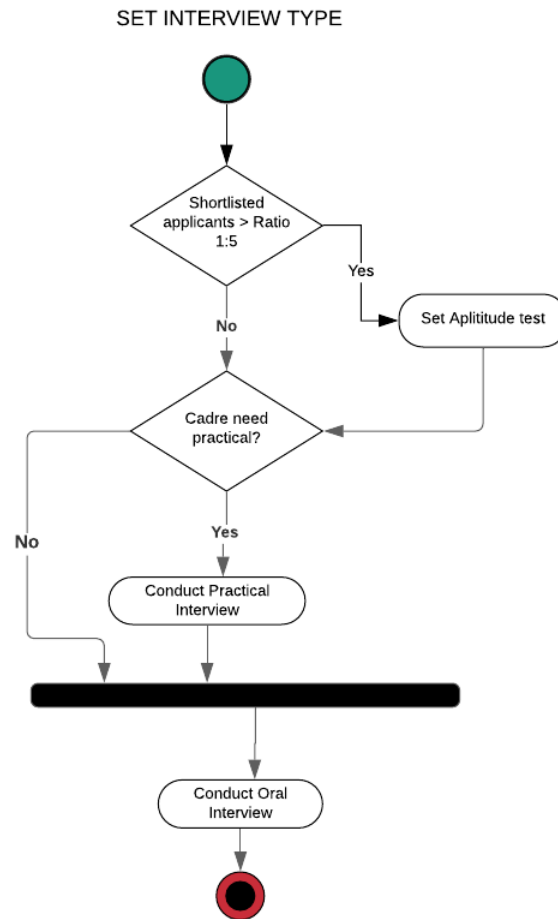 SET INTERVIEW TYPE
Shortlisted
applicants > Ratio
1:5
Yes
Set Aplititude test
No
Cadre need
practical?
Yes
No
Conduct Practical
Interview
Conduct Oral
Interview